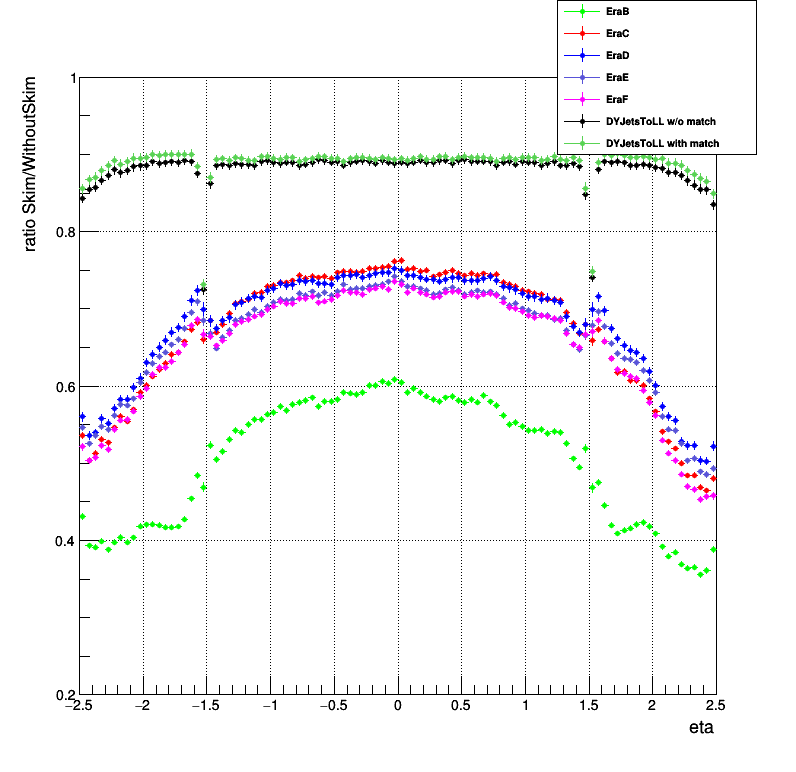 EraB
EraC
EraD
EraE
EraF
DYJetsToLL w/o match
DYJetsToLL with match
ratio Skim/WithoutSkim
1
0.8
0.6
0.4
0.2
−2.5 −2 −1.5 −1 −0.5 0 0.5 1 1.5 2 2.5
eta